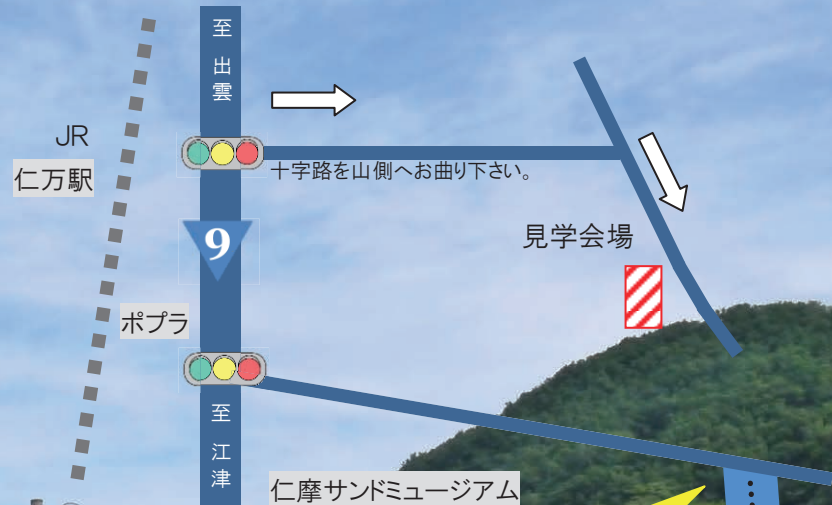 至 出雲
JR
仁万駅
十字路を山側へお曲り下さい。
9
見学会場
ポプラ
至 江津
仁摩サンドミュージアム